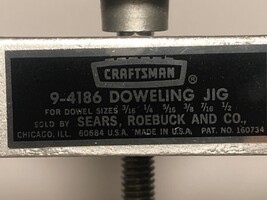 CRAFTSMAN ®
9-4186 DOWELING JIG
FOR DOWEL SIZES 3/16 1/4 5/16 3/8 7/16 1/2
SOLD BY SEARS, ROEBUCK AND CO.,
CHICAGO, ILL. 60684 U.S.A. MADE IN U.S.A. PAT. NO. 160734